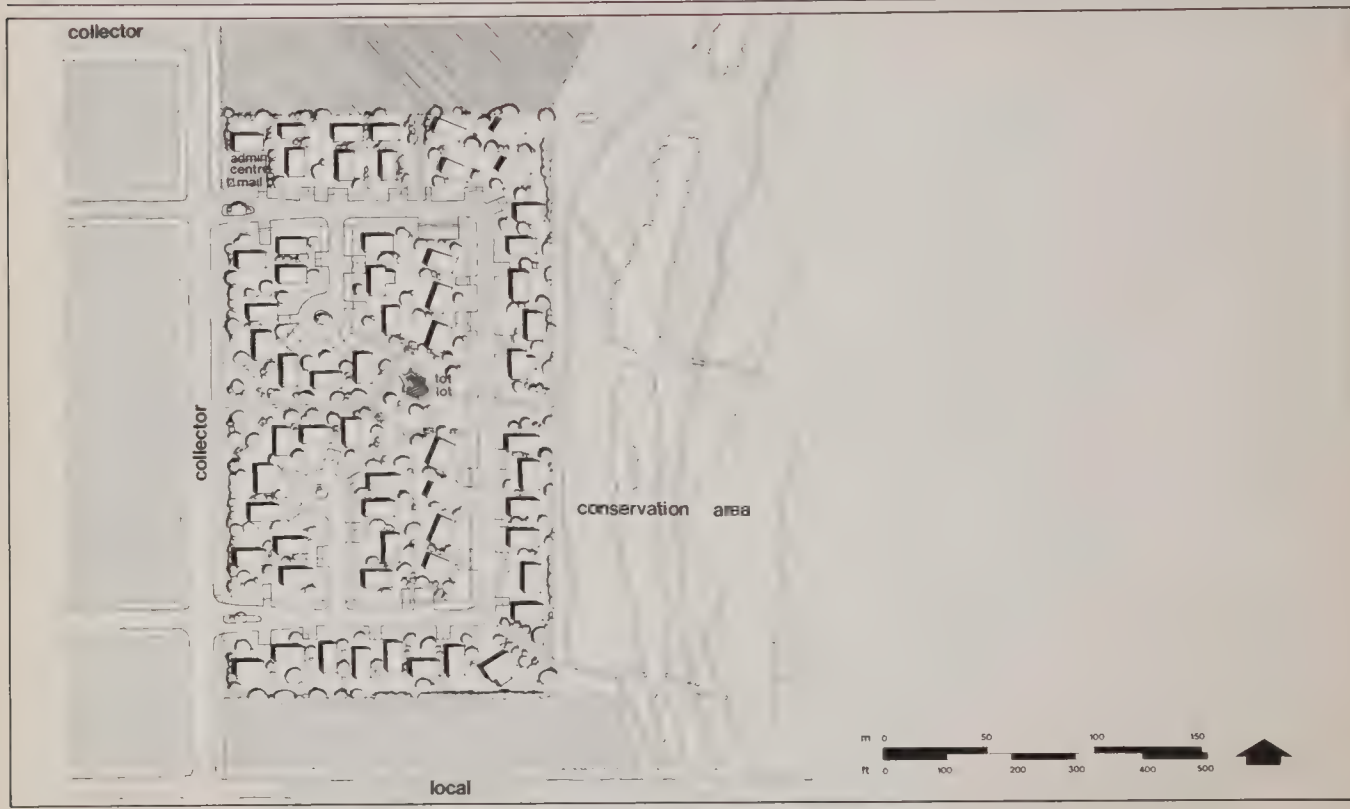 collector
admin
centre
mail
collector
tot
lot
conservation area
m 0 50 100 150
ft 0 100 200 300 400 500
local